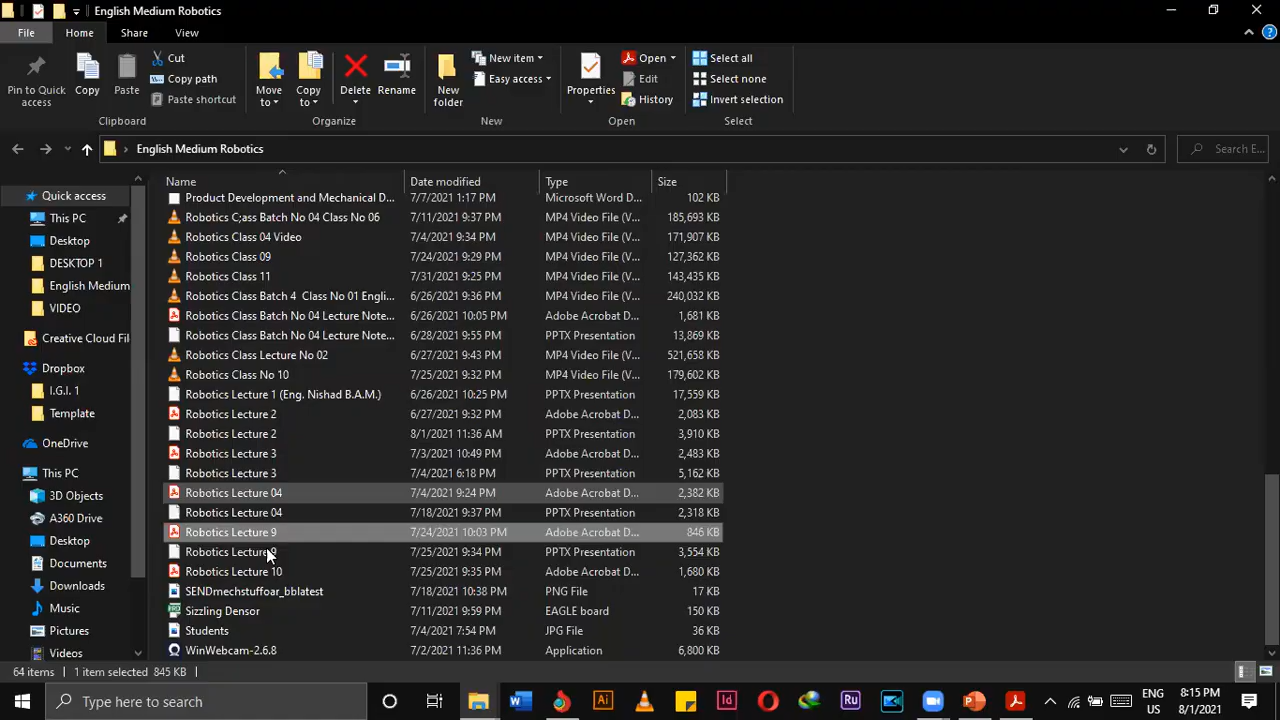 English Medium Robotics
File Home Share View
Pin to Quick access
Copy
Paste
Cut
Copy path
Paste shortcut
Clipboard
Move to
Copy to
Delete
Rename
Organize
New folder
New item
Easy access
New
Properties
Open
Edit
History
Open
Select all
Select none
Invert selection
Select
English Medium Robotics
Search E...
Quick access
This PC
Desktop
DESKTOP 1
English Medium
VIDEO
Creative Cloud Fil
Dropbox
I.G.I. 1
Template
OneDrive
This PC
3D Objects
A360 Drive
Desktop
Documents
Downloads
Music
Pictures
Videos
Name Date modified Type Size
Product Development and Mechanical D... 7/7/2021 1:17 PM Microsoft Word D... 102 KB
Robotics C;ass Batch No 04 Class No 06 7/11/2021 9:37 PM MP4 Video File (V... 185,693 KB
Robotics Class 04 Video 7/4/2021 9:34 PM MP4 Video File (V... 171,907 KB
Robotics Class 09 7/24/2021 9:29 PM MP4 Video File (V... 127,362 KB
Robotics Class 11 7/31/2021 9:25 PM MP4 Video File (V... 143,435 KB
Robotics Class Batch 4 Class No 01 Engli... 6/26/2021 9:36 PM MP4 Video File (V... 240,032 KB
Robotics Class Batch No 04 Lecture Note... 6/26/2021 10:05 PM Adobe Acrobat D... 1,681 KB
Robotics Class Batch No 04 Lecture Note... 6/28/2021 9:55 PM PPTX Presentation 13,869 KB
Robotics Class Lecture No 02 6/27/2021 9:43 PM MP4 Video File (V... 521,658 KB
Robotics Class No 10 7/25/2021 9:32 PM MP4 Video File (V... 179,602 KB
Robotics Lecture 1 (Eng. Nishad B.A.M.) 6/26/2021 10:25 PM PPTX Presentation 17,559 KB
Robotics Lecture 2 6/27/2021 9:32 PM Adobe Acrobat D... 2,083 KB
Robotics Lecture 2 8/1/2021 11:36 AM PPTX Presentation 3,910 KB
Robotics Lecture 3 7/3/2021 10:49 PM Adobe Acrobat D... 2,483 KB
Robotics Lecture 3 7/4/2021 6:18 PM PPTX Presentation 5,162 KB
Robotics Lecture 04 7/4/2021 9:24 PM Adobe Acrobat D... 2,382 KB
Robotics Lecture 04 7/18/2021 9:37 PM PPTX Presentation 2,318 KB
Robotics Lecture 9 7/24/2021 10:03 PM Adobe Acrobat D... 846 KB
Robotics Lecture 9 7/25/2021 9:34 PM PPTX Presentation 3,554 KB
Robotics Lecture 10 7/25/2021 9:35 PM Adobe Acrobat D... 1,680 KB
SENDmechstuffoar_bblatest 7/18/2021 10:38 PM PNG File 17 KB
Sizzling Densor 7/11/2021 9:59 PM EAGLE board 150 KB
Students 7/4/2021 7:54 PM JPG File 36 KB
WinWebcam-2.6.8 7/2/2021 11:36 PM Application 6,800 KB
64 items 1 item selected 845 KB
Type here to search
Ai
Id
Ru
ENG
US
8:15 PM
8/1/2021